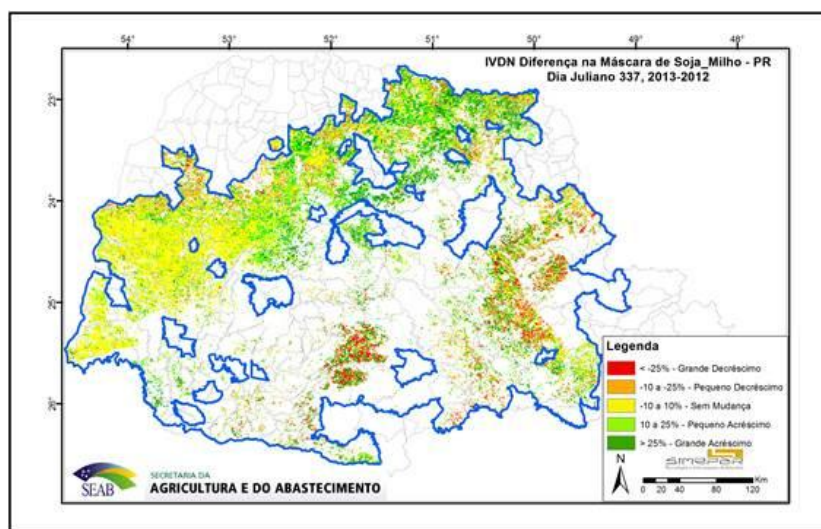 54° 53° 52° 51° 50° 49° 48°
IVDN Diferença na Máscara de Soja_Milho - PR
Dia Juliano 337, 2013-2012
23°
24°
25°
26°
Legenda
< -25% - Grande Decréscimo
-10 a -25% - Pequeno Decréscimo
-10 a 10% - Sem Mudança
10 a 25% - Pequeno Acréscimo
> 25% - Grande Acréscimo
N
SIMEPAR
Km
0 20 40 80 120
SEAB
SECRETARIA DA
AGRICULTURA E DO ABASTECIMENTO